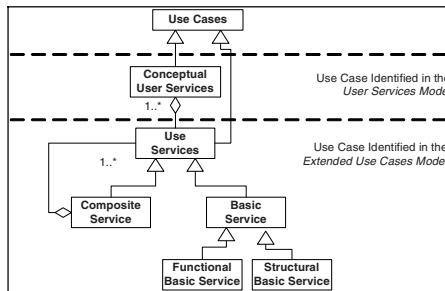 Use Cases
Conceptual
User Services
Use Case Identified in the
User Services Mode
1..*
Use
Services
Use Case Identified in the
Extended Use Cases Mode
1..*
Composite
Service
Basic
Service
Functional
Basic Service
Structural
Basic Service